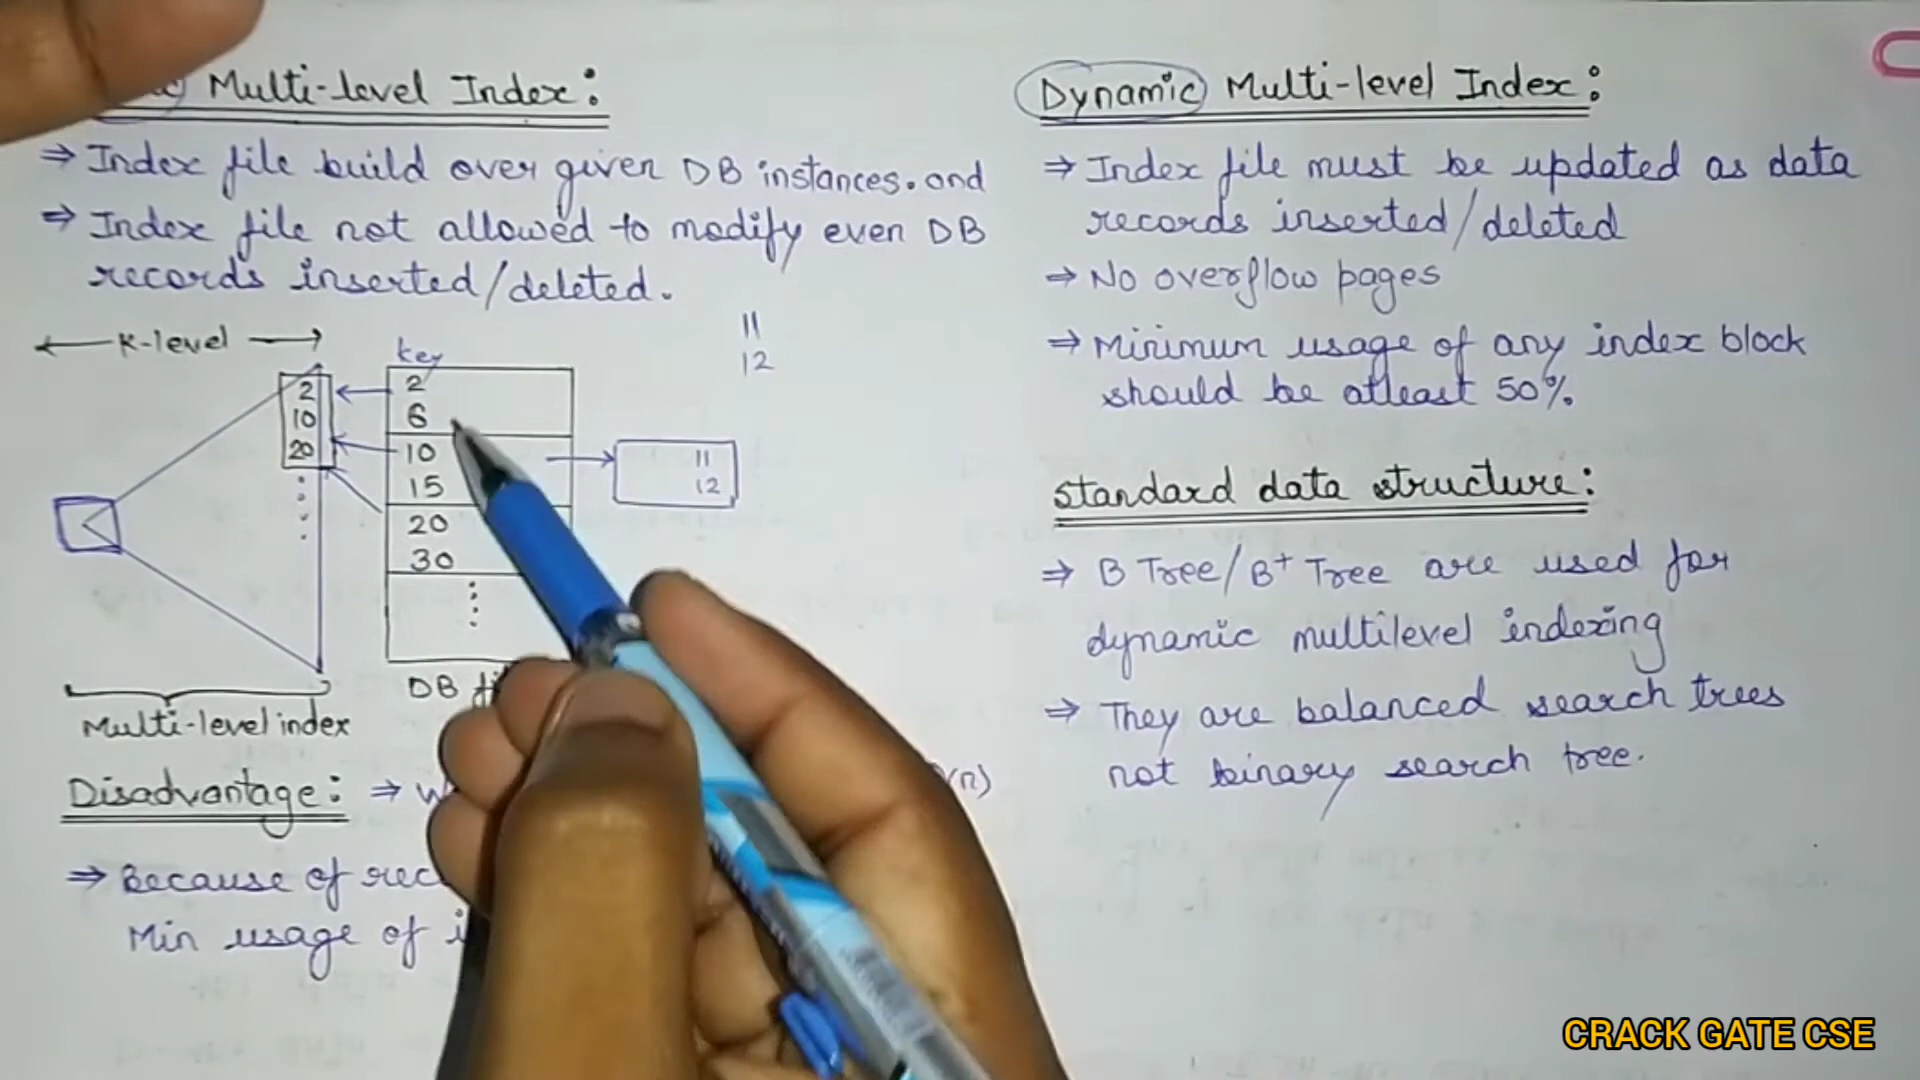 Multi-level Index:
⇒ Index file build over given DB instances. and
⇒ Index file not allowed to modify even DB
records inserted/deleted.
K-level
key
2
10
20
2
6
10
15
20
30
11
12
11
12
DB
Multi-level index
Disadvantage: ⇒
⇒ Because of
Min usage of
Dynamic Multi-level Index:
⇒ Index file must be updated as data
records inserted/deleted
⇒ No overflow pages
⇒ Minimum usage of any index block
should be atleast 50%.
Standard data structure:
⇒ B Tree/B+ Tree are used for
dynamic multilevel indexing
⇒ They are balanced search trees
not binary search tree.
CRACK GATE CSE